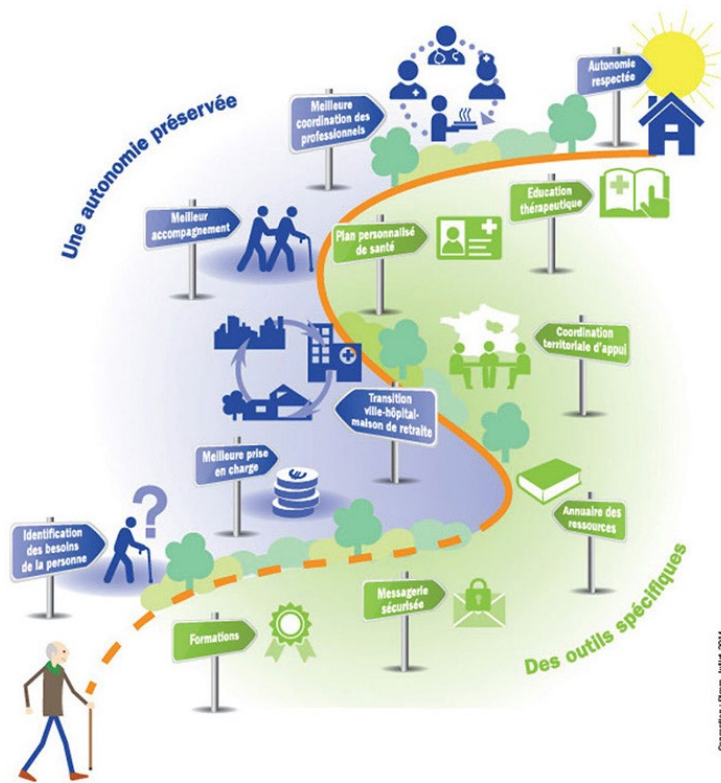 Autonomie
respectée
Meilleure
coordination des
professionnels
Une autonomie préservée
Education
thérapeutique
Meilleur
accompagnement
Plan personnalisé
de santé
Coordination
territoriale d'appui
Transition
ville-hôpital-
maison de retraite
Meilleure prise
en charge
Annuaire des
ressources
Identification
des besoins
de la personne
Messagerie
sécurisée
Formations
Des outils spécifiques